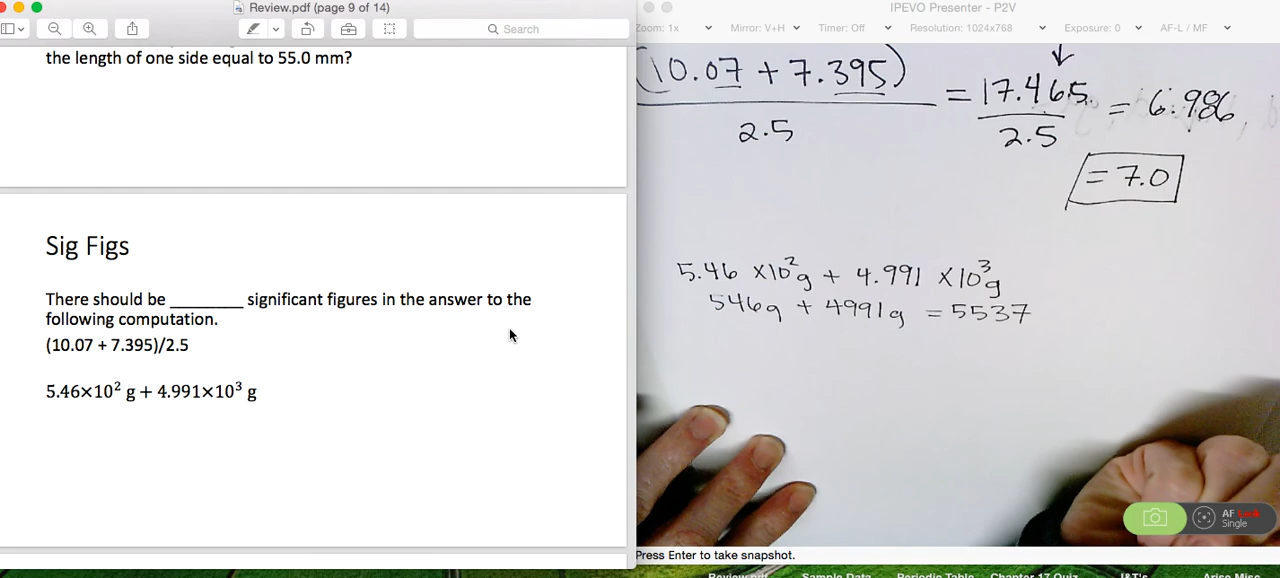 Review.pdf (page 9 of 14)
Search
the length of one side equal to 55.0 mm?
Sig Figs
There should be ________ significant figures in the answer to the
following computation.
(10.07 + 7.395)/2.5
5.46×10² g + 4.991×10³ g
IPEVO Presenter - P2V
Zoom: 1x
Mirror: V+H
Timer: Off
Resolution: 1024x768
Exposure: 0
AF-L / MF
(10.07 + 7.395)
2.5
= 17.465
2.5
= 6.986
= 7.0
5.46 ×10² g + 4.991 ×10³ g
546g + 4991g = 5537
AF
Single
Press Enter to take snapshot.
Review.pdf
Sample Data
Periodic Table
Chapter 17 Quiz
J&T's
Arise Misc